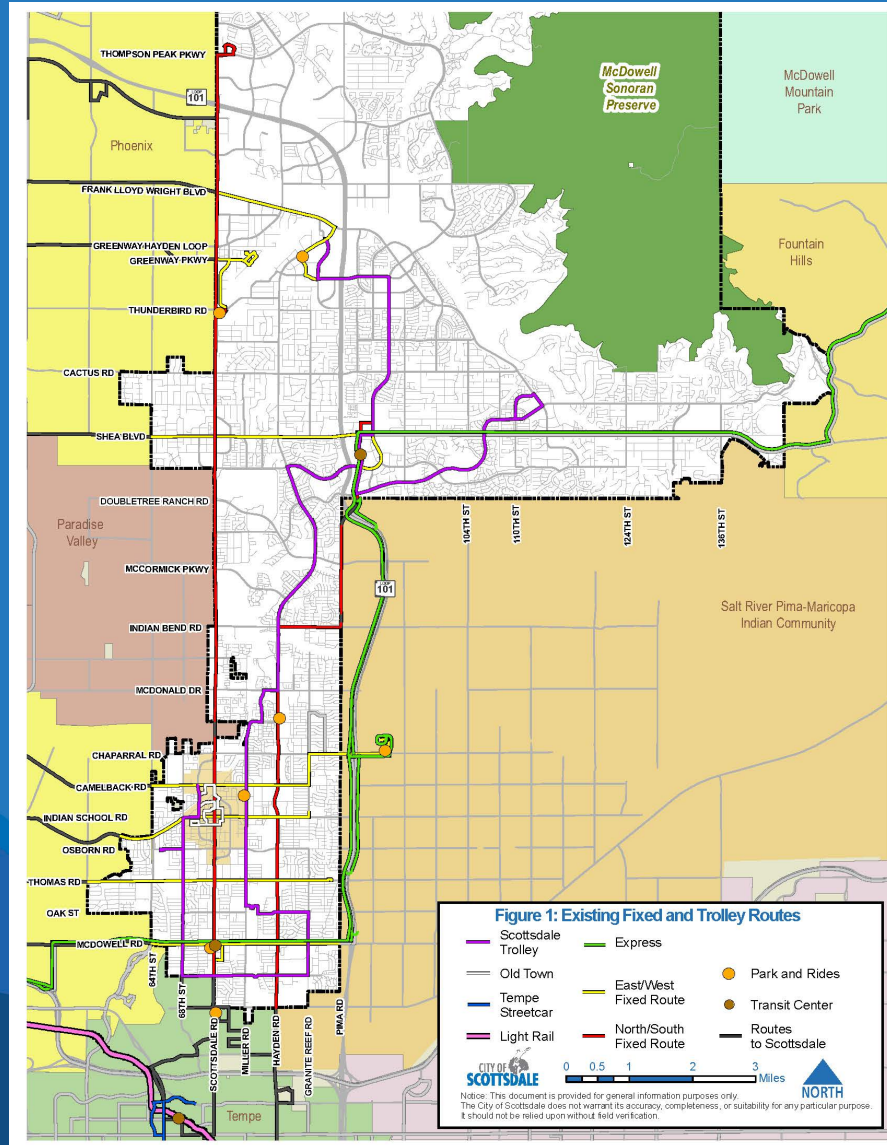 THOMPSON PEAK PKWY
LOOP
101
Phoenix
McDowell
Sonoran
Preserve
McDowell
Mountain
Park
FRANK LLOYD WRIGHT BLVD
GREENWAY-HAYDEN LOOP
GREENWAY PKWY
Fountain
Hills
THUNDERBIRD RD
CACTUS RD
SHEA BLVD
DOUBLETREE RANCH RD
104TH ST
110TH ST
124TH ST
136TH ST
Paradise
Valley
MCCORMICK PKWY
LOOP
101
Salt River Pima-Maricopa
Indian Community
INDIAN BEND RD
MCDONALD DR
CHAPARRAL RD
CAMELBACK RD
INDIAN SCHOOL RD
OSBORN RD
THOMAS RD
OAK ST
MCDOWELL RD
64TH ST
68TH ST
SCOTTSDALE RD
MILLER RD
HAYDEN RD
GRANITE REEF RD
PIMA RD
Tempe
Figure 1: Existing Fixed and Trolley Routes
Scottsdale
Trolley
Old Town
Tempe
Streetcar
Light Rail
Express
East/West
Fixed Route
North/South
Fixed Route
Park and Rides
Transit Center
Routes
to Scottsdale
CITY OF
SCOTTSDALE
0 0.5 1 2 3
Miles
NORTH
Notice: This document is provided for general information purposes only.
The City of Scottsdale does not warrant its accuracy, completeness, or suitability for any particular purpose.
It should not be relied upon without field verification.